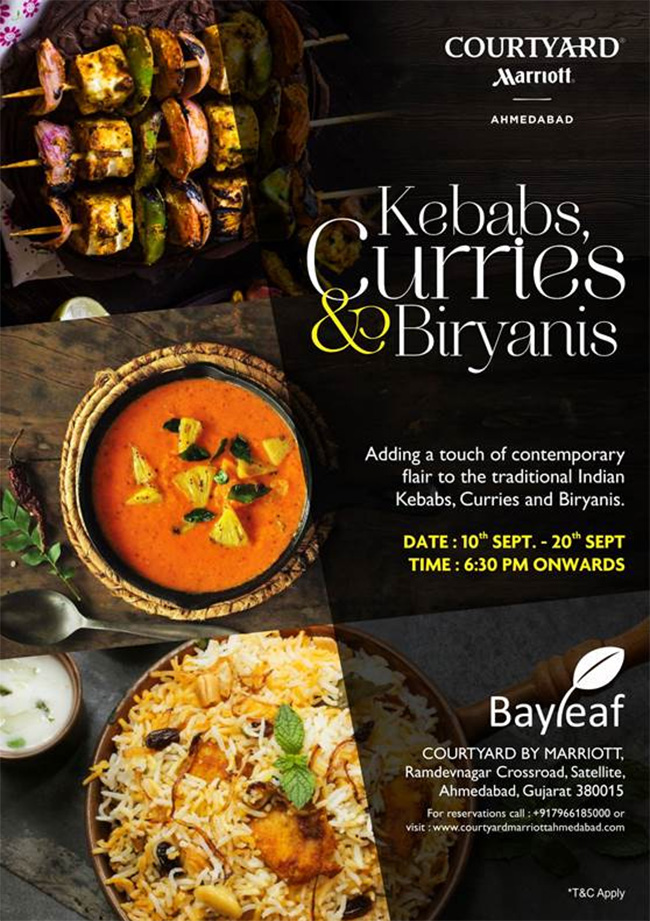 COURTYARD®
Marriott.
AHMEDABAD
Kebabs,
Curries
& Biryanis
Adding a touch of contemporary
flair to the traditional Indian
Kebabs, Curries and Biryanis.
DATE : 10th SEPT. - 20th SEPT
TIME : 6:30 PM ONWARDS
Bayleaf
COURTYARD BY MARRIOTT,
Ramdevnagar Crossroad, Satellite,
Ahmedabad, Gujarat 380015
For reservations call : +917966185000 or
visit : www.courtyardmarriottahmedabad.com
*T&C Apply